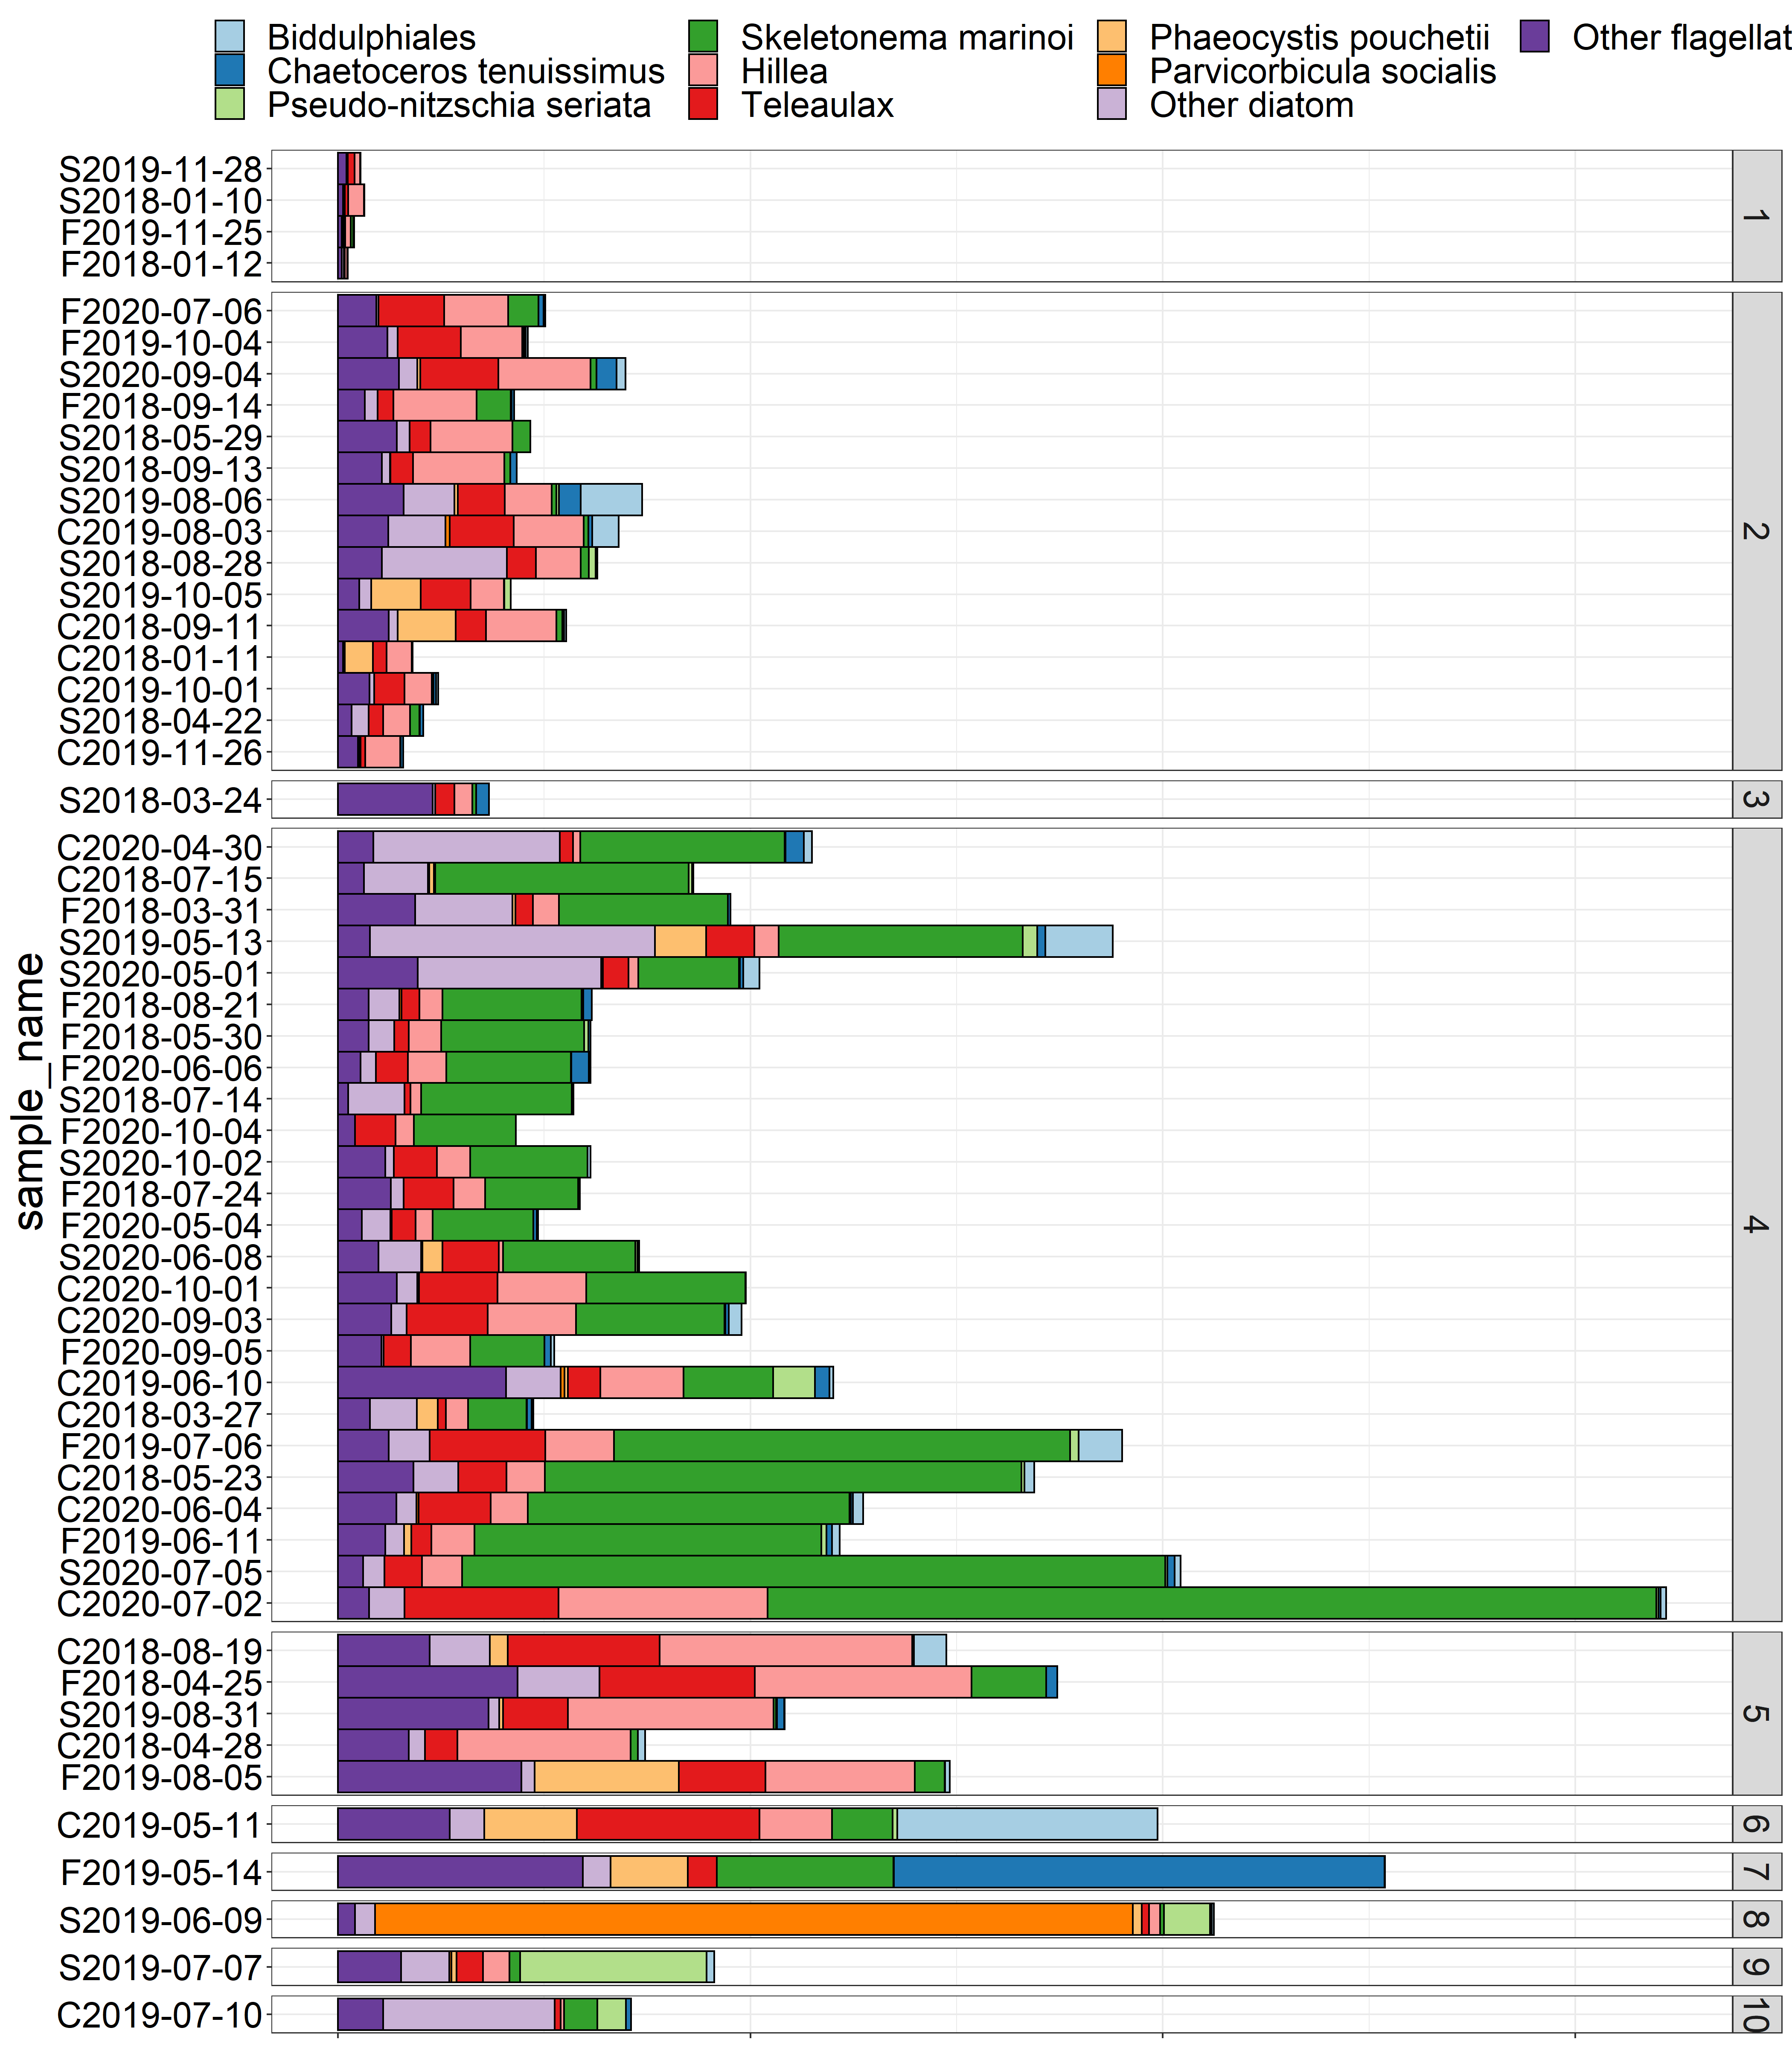 Biddulphiales Skeletonema marinoi Phaeocystis pouchetii Other flagellat
Chaetoceros tenuissimus Hillea Parvicorbicula socialis
Pseudo-nitzschia seriata Teleaulax Other diatom
S2019-11-28
S2018-01-10
F2019-11-25
F2018-01-12
1
F2020-07-06
F2019-10-04
S2020-09-04
F2018-09-14
S2018-05-29
S2018-09-13
S2019-08-06
C2019-08-03
S2018-08-28
S2019-10-05
C2018-09-11
C2018-01-11
C2019-10-01
S2018-04-22
C2019-11-26
2
S2018-03-24
3
sample_name
C2020-04-30
C2018-07-15
F2018-03-31
S2019-05-13
S2020-05-01
F2018-08-21
F2018-05-30
F2020-06-06
S2018-07-14
F2020-10-04
S2020-10-02
F2018-07-24
F2020-05-04
S2020-06-08
C2020-10-01
C2020-09-03
F2020-09-05
C2019-06-10
C2018-03-27
F2019-07-06
C2018-05-23
C2020-06-04
F2019-06-11
S2020-07-05
C2020-07-02
4
C2018-08-19
F2018-04-25
S2019-08-31
C2018-04-28
F2019-08-05
5
C2019-05-11
6
F2019-05-14
7
S2019-06-09
8
S2019-07-07
9
C2019-07-10
10